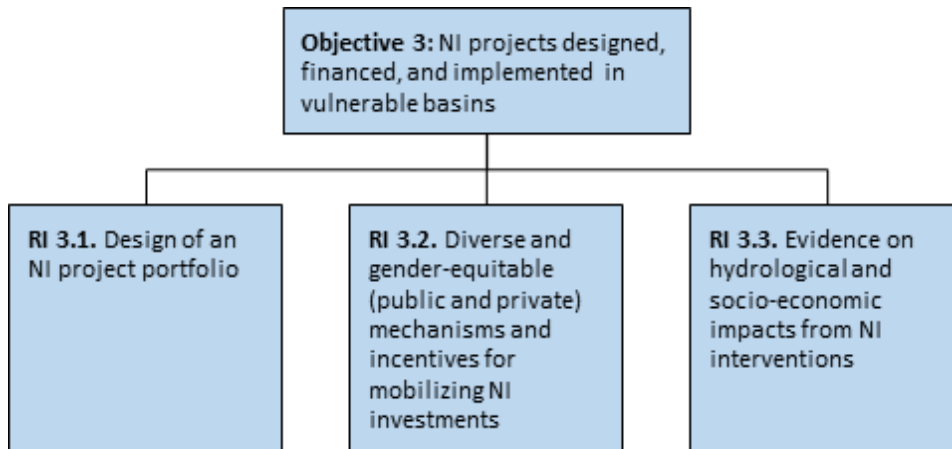 Objective 3: NI projects designed,
financed, and implemented in
vulnerable basins
RI 3.1. Design of an
NI project portfolio
RI 3.2. Diverse and
gender-equitable
(public and private)
mechanisms and
incentives for
mobilizing NI
investments
RI 3.3. Evidence on
hydrological and
socio-economic
impacts from NI
interventions